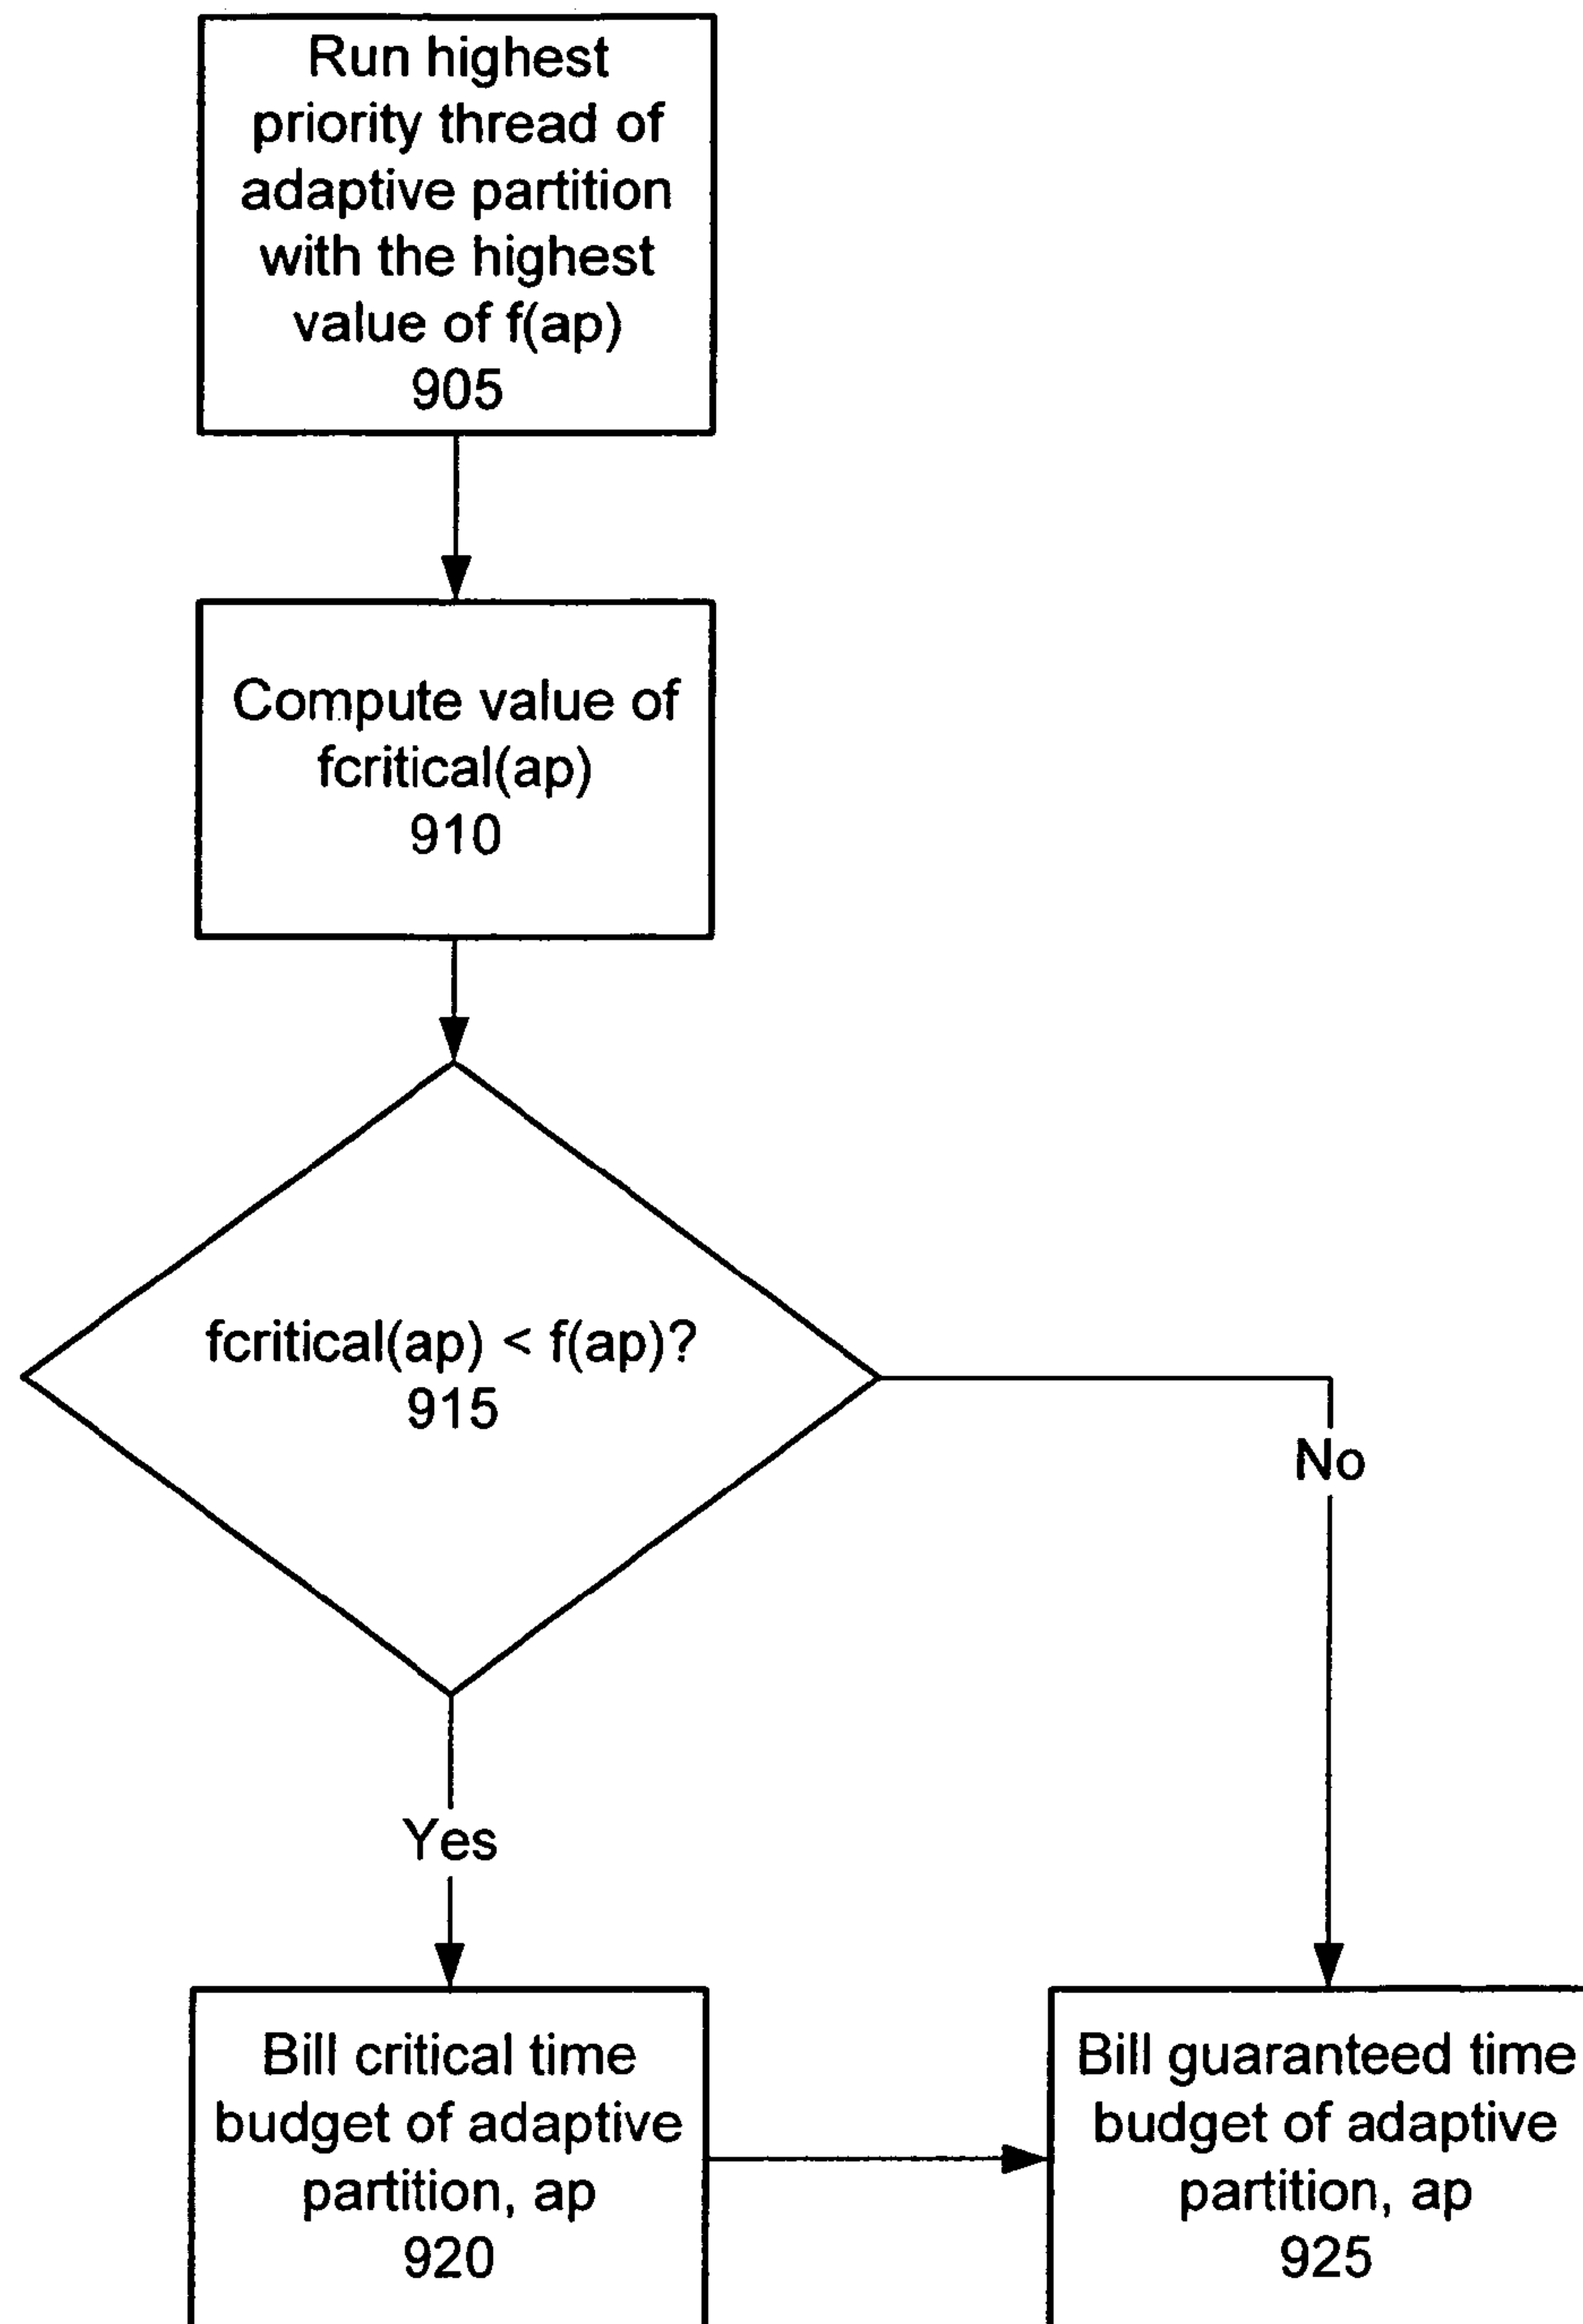 Run highest
priority thread of
adaptive partition
with the highest
value of f(ap)
905
Compute value of
fcritical(ap)
910
fcritical(ap) < f(ap)?
915
No
Yes
Bill critical time
budget of adaptive
partition, ap
920
Bill guaranteed time
budget of adaptive
partition, ap
925